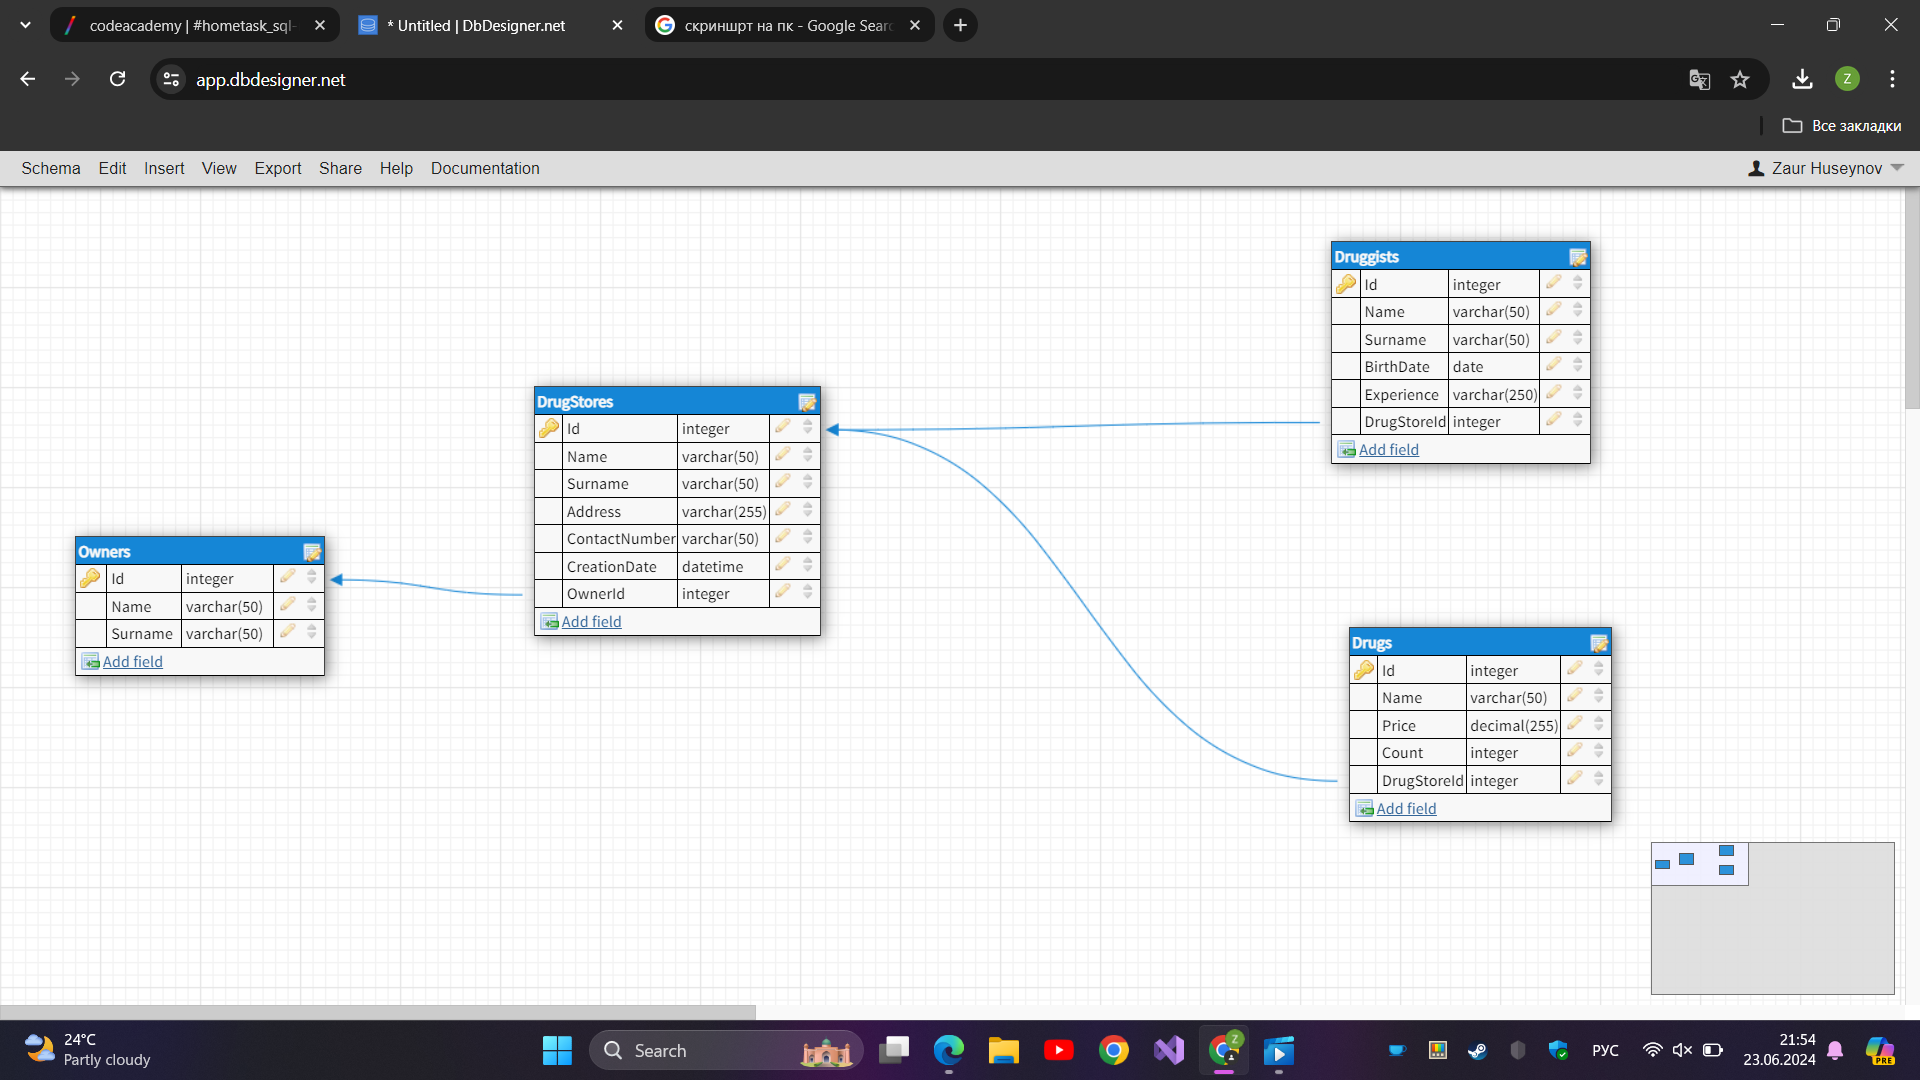 codeacademy | #hometask_sql-
* Untitled | DbDesigner.net
скриншрт на пк - Google Sear
app.dbdesigner.net
Z
Все закладки
Schema Edit Insert View Export Share Help Documentation
Zaur Huseynov
Druggists
Id integer
Name varchar(50)
Surname varchar(50)
BirthDate date
Experience varchar(250)
DrugStoreId integer
Add field
DrugStores
Id integer
Name varchar(50)
Surname varchar(50)
Address varchar(255)
ContactNumber varchar(50)
CreationDate datetime
OwnerId integer
Add field
Owners
Id integer
Name varchar(50)
Surname varchar(50)
Add field
Drugs
Id integer
Name varchar(50)
Price decimal(255)
Count integer
DrugStoreId integer
Add field
24°C
Partly cloudy
Search
Z
РУС
21:54
23.06.2024
PRE